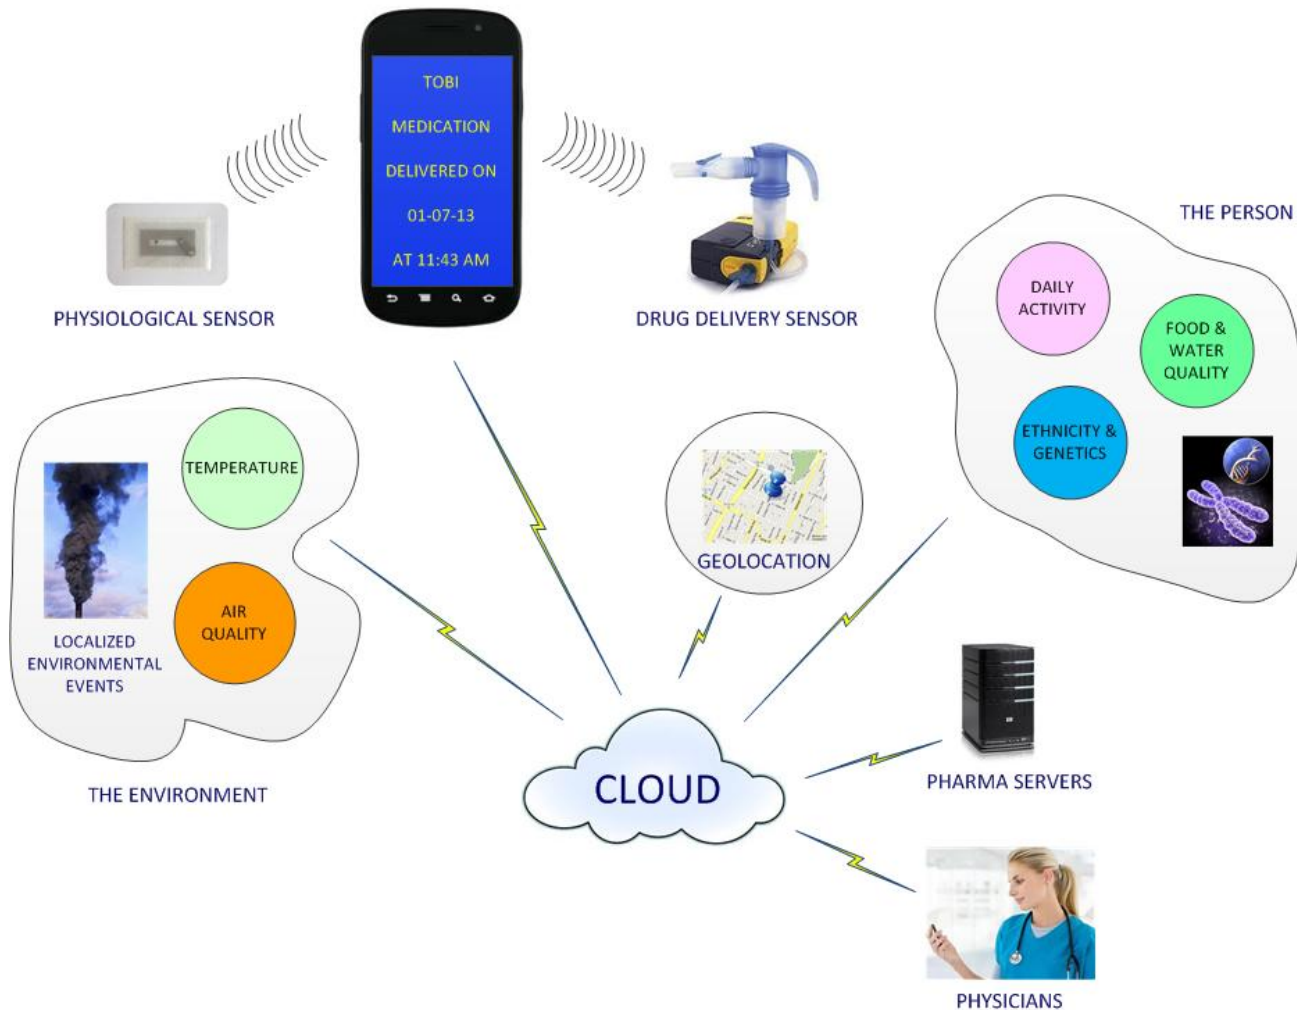 TOBI
MEDICATION
DELIVERED ON
01-07-13
AT 11:43 AM
PHYSIOLOGICAL SENSOR
DRUG DELIVERY SENSOR
THE PERSON
DAILY
ACTIVITY
FOOD &
WATER
QUALITY
ETHNICITY &
GENETICS
TEMPERATURE
AIR
QUALITY
LOCALIZED
ENVIRONMENTAL
EVENTS
THE ENVIRONMENT
GEOLOCATION
CLOUD
PHARMA SERVERS
PHYSICIANS